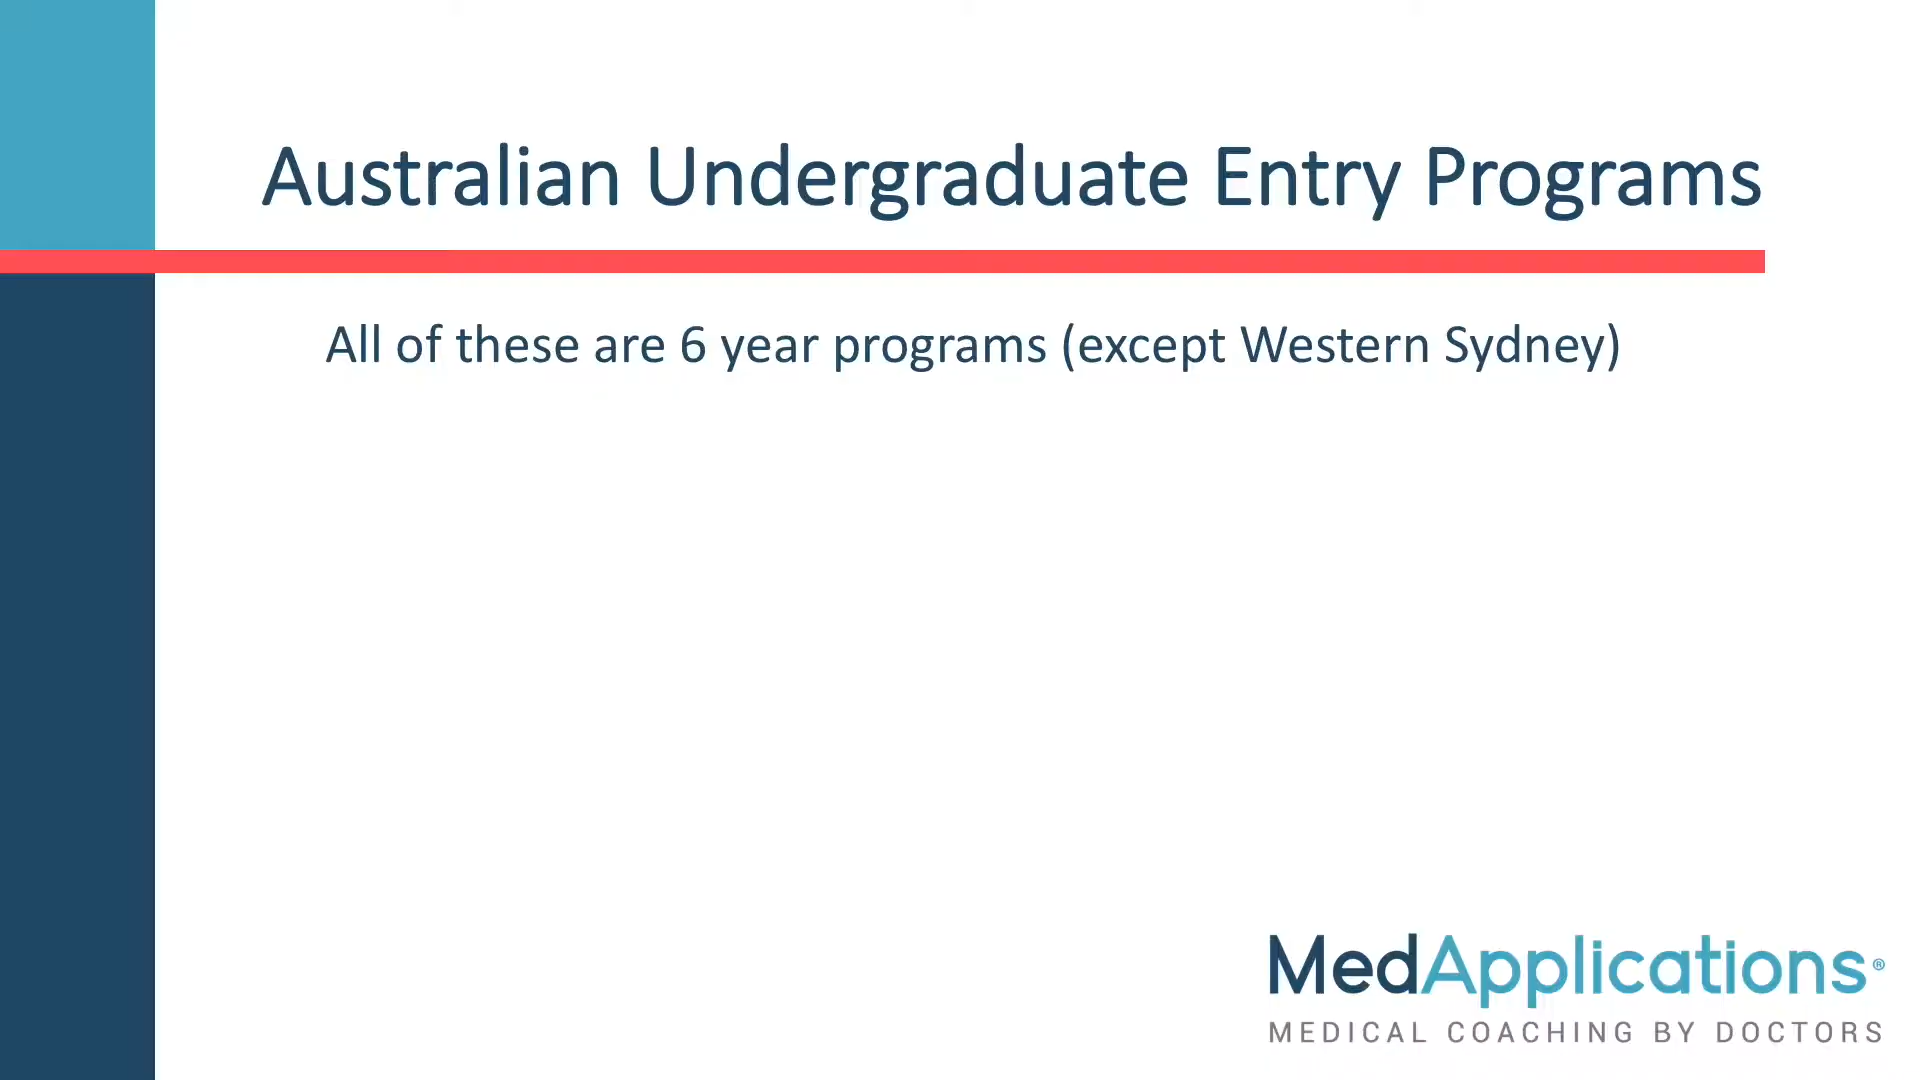 Australian Undergraduate Entry Programs
All of these are 6 year programs (except Western Sydney)
MedApplications®
MEDICAL COACHING BY DOCTORS